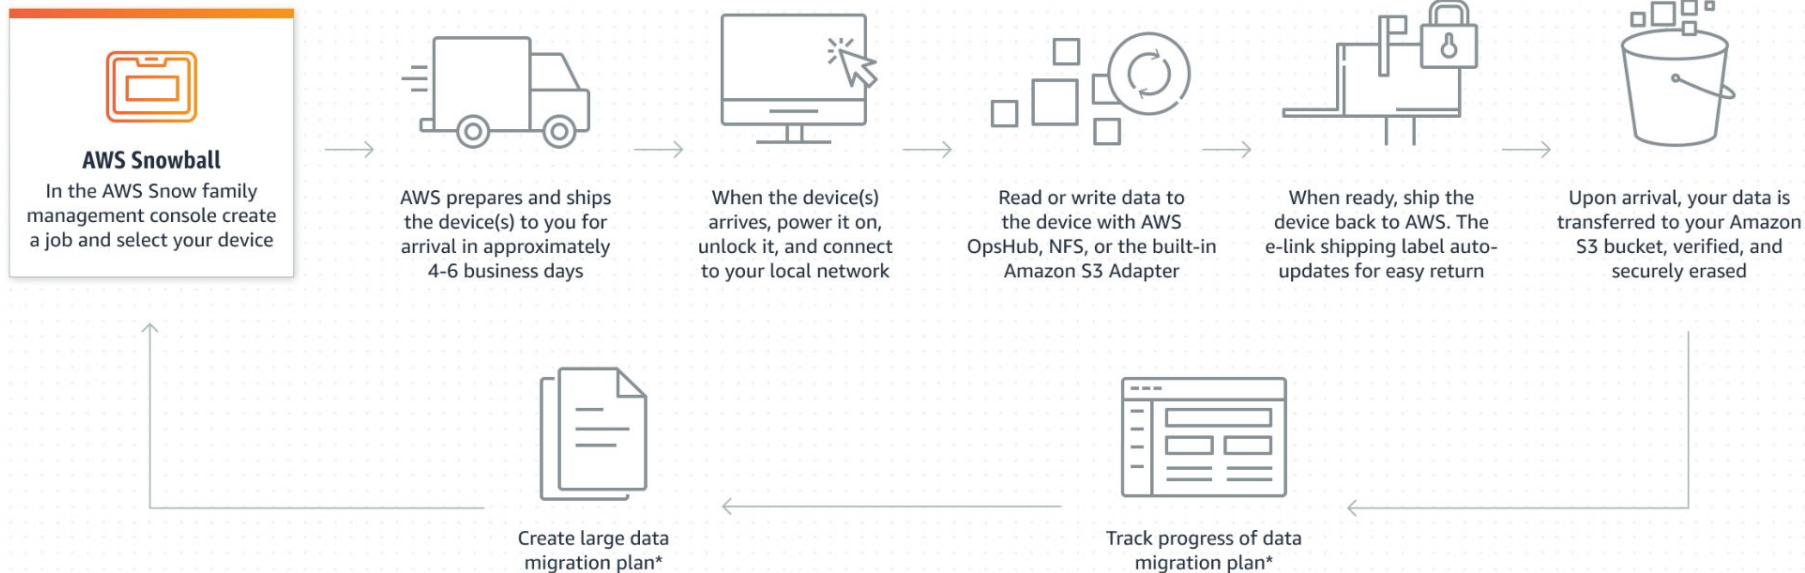 AWS Snowball
In the AWS Snow family
management console create
a job and select your device
AWS prepares and ships
the device(s) to you for
arrival in approximately
4-6 business days
When the device(s)
arrives, power it on,
unlock it, and connect
to your local network
Read or write data to
the device with AWS
OpsHub, NFS, or the built-in
Amazon S3 Adapter
When ready, ship the
device back to AWS. The
e-link shipping label auto-
updates for easy return
Upon arrival, your data is
transferred to your Amazon
S3 bucket, verified, and
securely erased
Create large data
migration plan*
Track progress of data
migration plan*